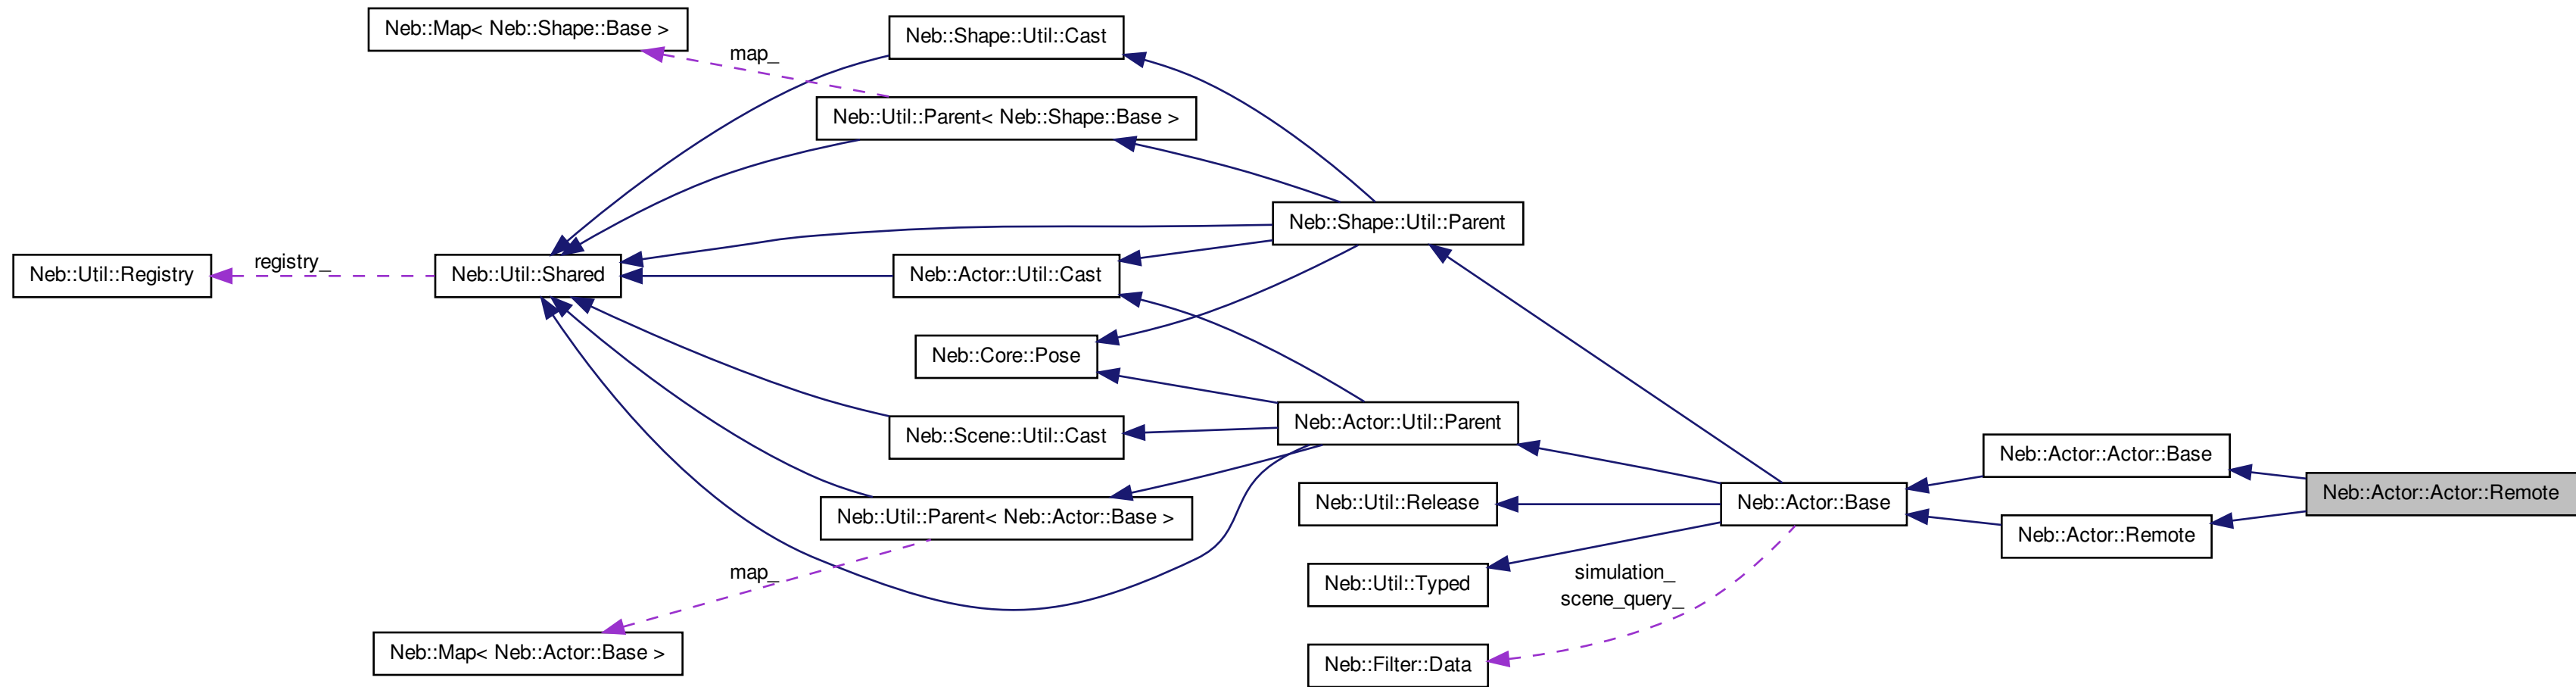 Neb::Map< Neb::Shape::Base >
Neb::Shape::Util::Cast
map_
Neb::Util::Parent< Neb::Shape::Base >
Neb::Shape::Util::Parent
registry_
Neb::Util::Registry
Neb::Util::Shared
Neb::Actor::Util::Cast
Neb::Core::Pose
Neb::Actor::Util::Parent
Neb::Scene::Util::Cast
Neb::Actor::Actor::Base
Neb::Actor::Actor::Remote
Neb::Util::Release
Neb::Actor::Base
Neb::Util::Parent< Neb::Actor::Base >
Neb::Actor::Remote
map_
simulation_
scene_query_
Neb::Util::Typed
Neb::Map< Neb::Actor::Base >
Neb::Filter::Data